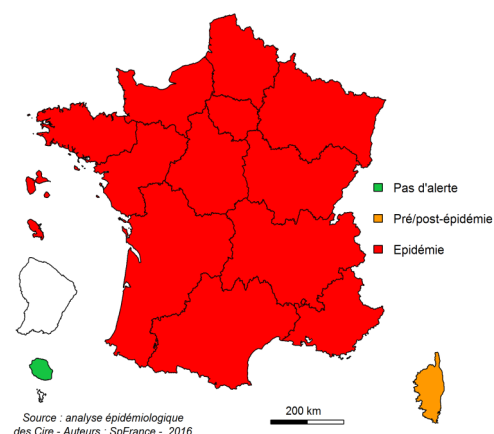 Pas d'alerte
Pré/post-épidémie
Epidémie
200 km
Source : analyse épidémiologique
des Cire - Auteurs : SpFrance - 2016